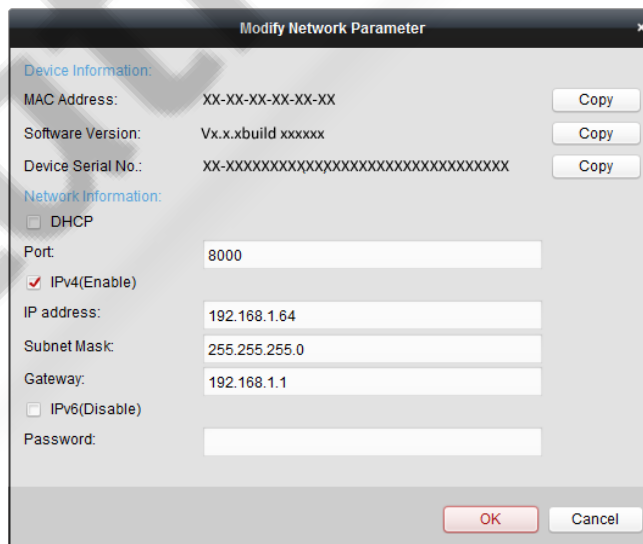 Modify Network Parameter ×
Device Information:
MAC Address: XX-XX-XX-XX-XX-XX Copy
Software Version: Vx.x.xbuild xxxxxx Copy
Device Serial No.: XX-XXXXXXXXXXXXXXXXXXXXXXXXXXXXXXX Copy
Network Information:
DHCP
Port: 8000
IPv4(Enable)
IP address: 192.168.1.64
Subnet Mask: 255.255.255.0
Gateway: 192.168.1.1
IPv6(Disable)
Password:
OK Cancel